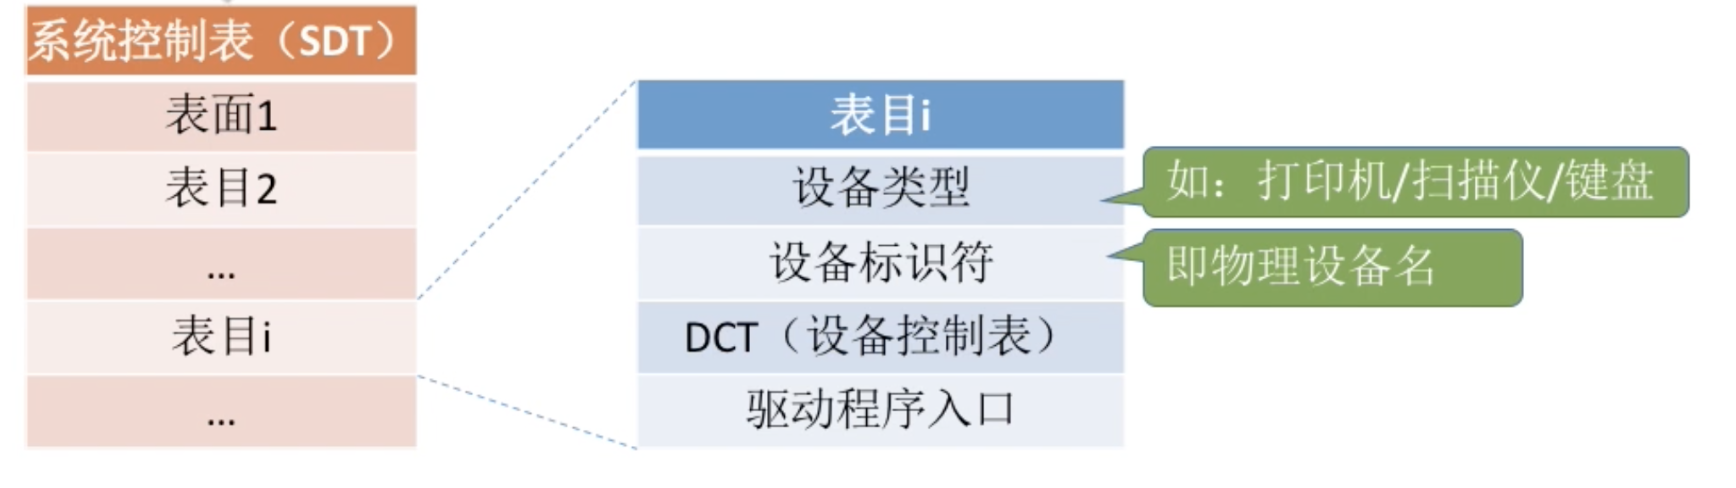 系统控制表（SDT）
表面1
表目2
...
表目i
...
表目i
设备类型
设备标识符
DCT（设备控制表）
驱动程序入口
如：打印机/扫描仪/键盘
即物理设备名